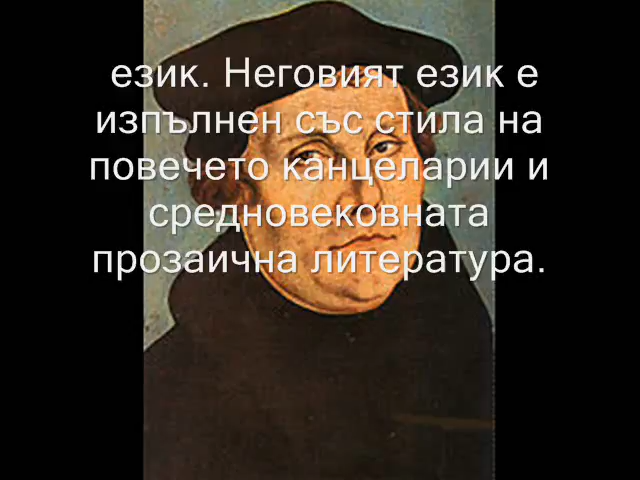 език. Неговият език е
изпълнен със стила на
повечето канцеларии и
средновековната
прозаична литература.